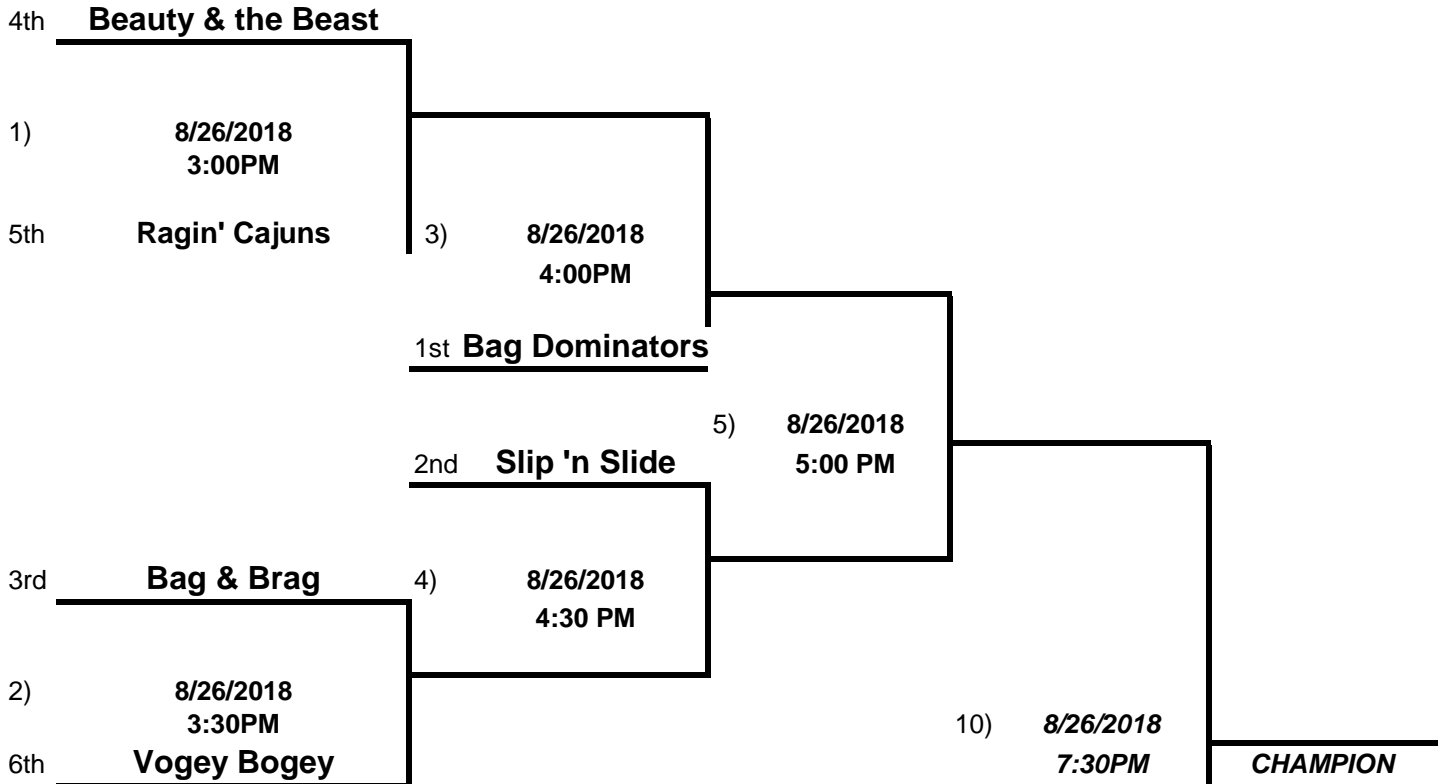 4th Beauty & the Beast
1) 8/26/2018
3:00PM
5th Ragin' Cajuns 3) 8/26/2018
4:00PM
1st Bag Dominators
5) 8/26/2018
2nd Slip 'n Slide 5:00 PM
3rd Bag & Brag 4) 8/26/2018
4:30 PM
2) 8/26/2018
3:30PM 10) 8/26/2018
6th Vogey Bogey 7:30PM CHAMPION